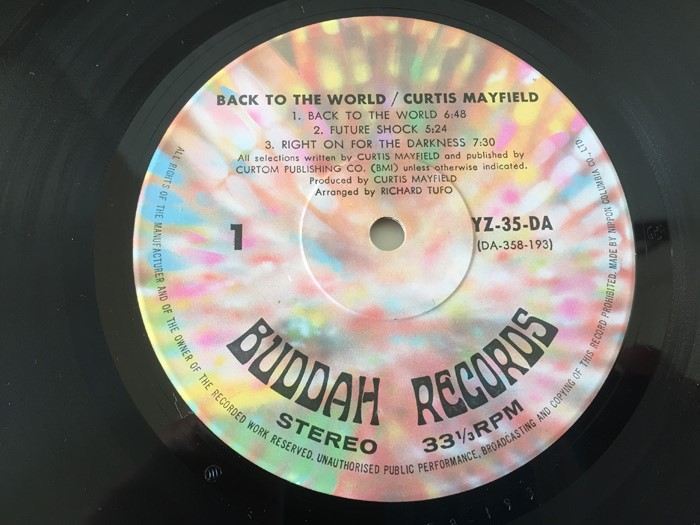 BACK TO THE WORLD / CURTIS MAYFIELD
1. BACK TO THE WORLD 6:48
2. FUTURE SHOCK 5:24
3. RIGHT ON FOR THE DARKNESS 7:30
All selections written by CURTIS MAYFIELD and published by
CURTOM PUBLISHING CO. (BMI) unless otherwise indicated.
Produced by CURTIS MAYFIELD
Arranged by RICHARD TUFO
1
YZ-35-DA
(DA-358-193)
BUDDAH RECORDS
STEREO
33 1/3 RPM
ALL RIGHTS OF THE MANUFACTURER AND OF THE OWNER OF THE RECORDED WORK RESERVED. UNAUTHORISED PUBLIC PERFORMANCE, BROADCASTING AND COPYING OF THIS RECORD PROHIBITED. MADE BY NIPPON COLUMBIA CO., LTD.